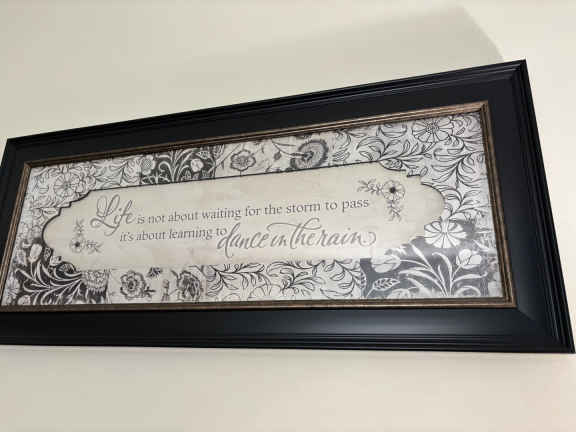 Life is not about waiting for the storm to pass
it's about learning to dance in the rain